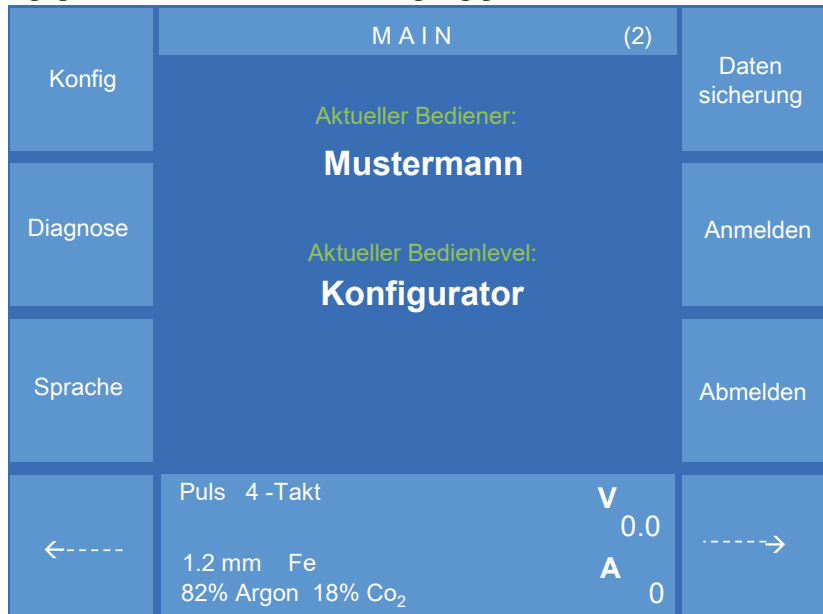 MAIN (2)
Konfig
Daten
sicherung
Aktueller Bediener:
Mustermann
Diagnose
Anmelden
Aktueller Bedienlevel:
Konfigurator
Sprache
Abmelden
Puls 4 -Takt
V
0.0
1.2 mm Fe
A
82% Argon 18% Co₂
0